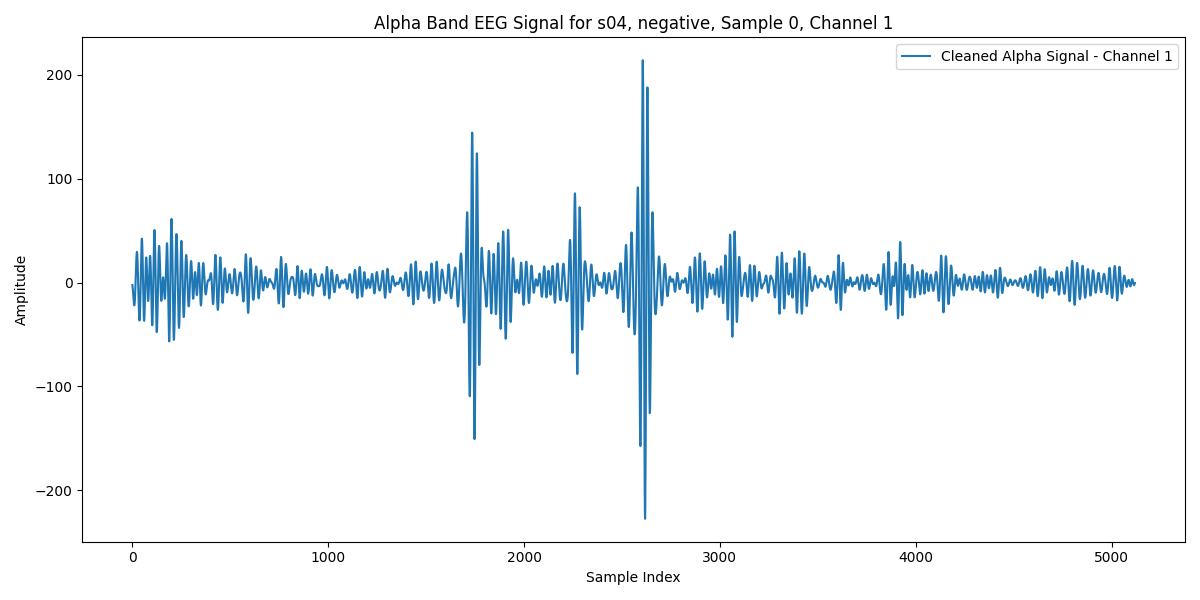 Alpha Band EEG Signal for s04, negative, Sample 0, Channel 1
Cleaned Alpha Signal - Channel 1
Amplitude
200
100
0
−100
−200
0 1000 2000 3000 4000 5000
Sample Index